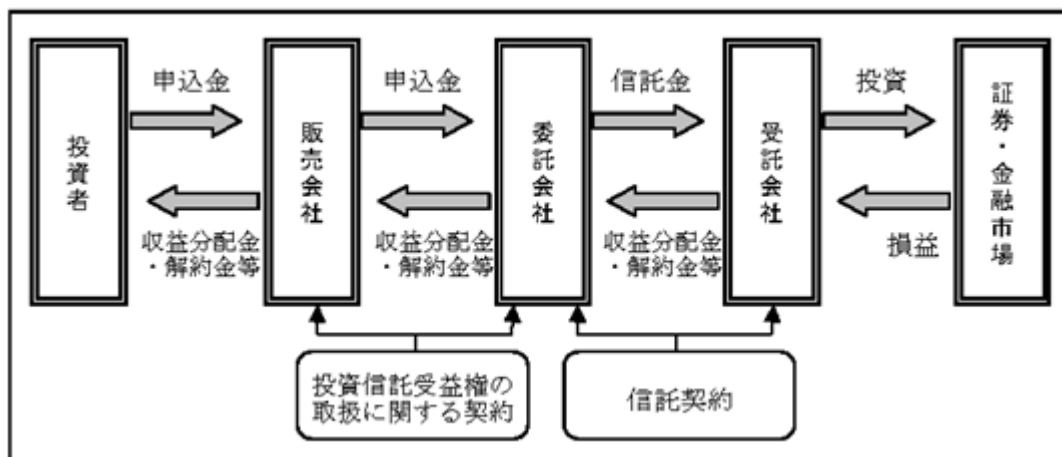 申込金
申込金
信託金
投資
投資者
販売会社
委託会社
受託会社
証券・金融市場
収益分配金
・解約金等
収益分配金
・解約金等
収益分配金
・解約金等
損益
投資信託受益権の
取扱に関する契約
信託契約